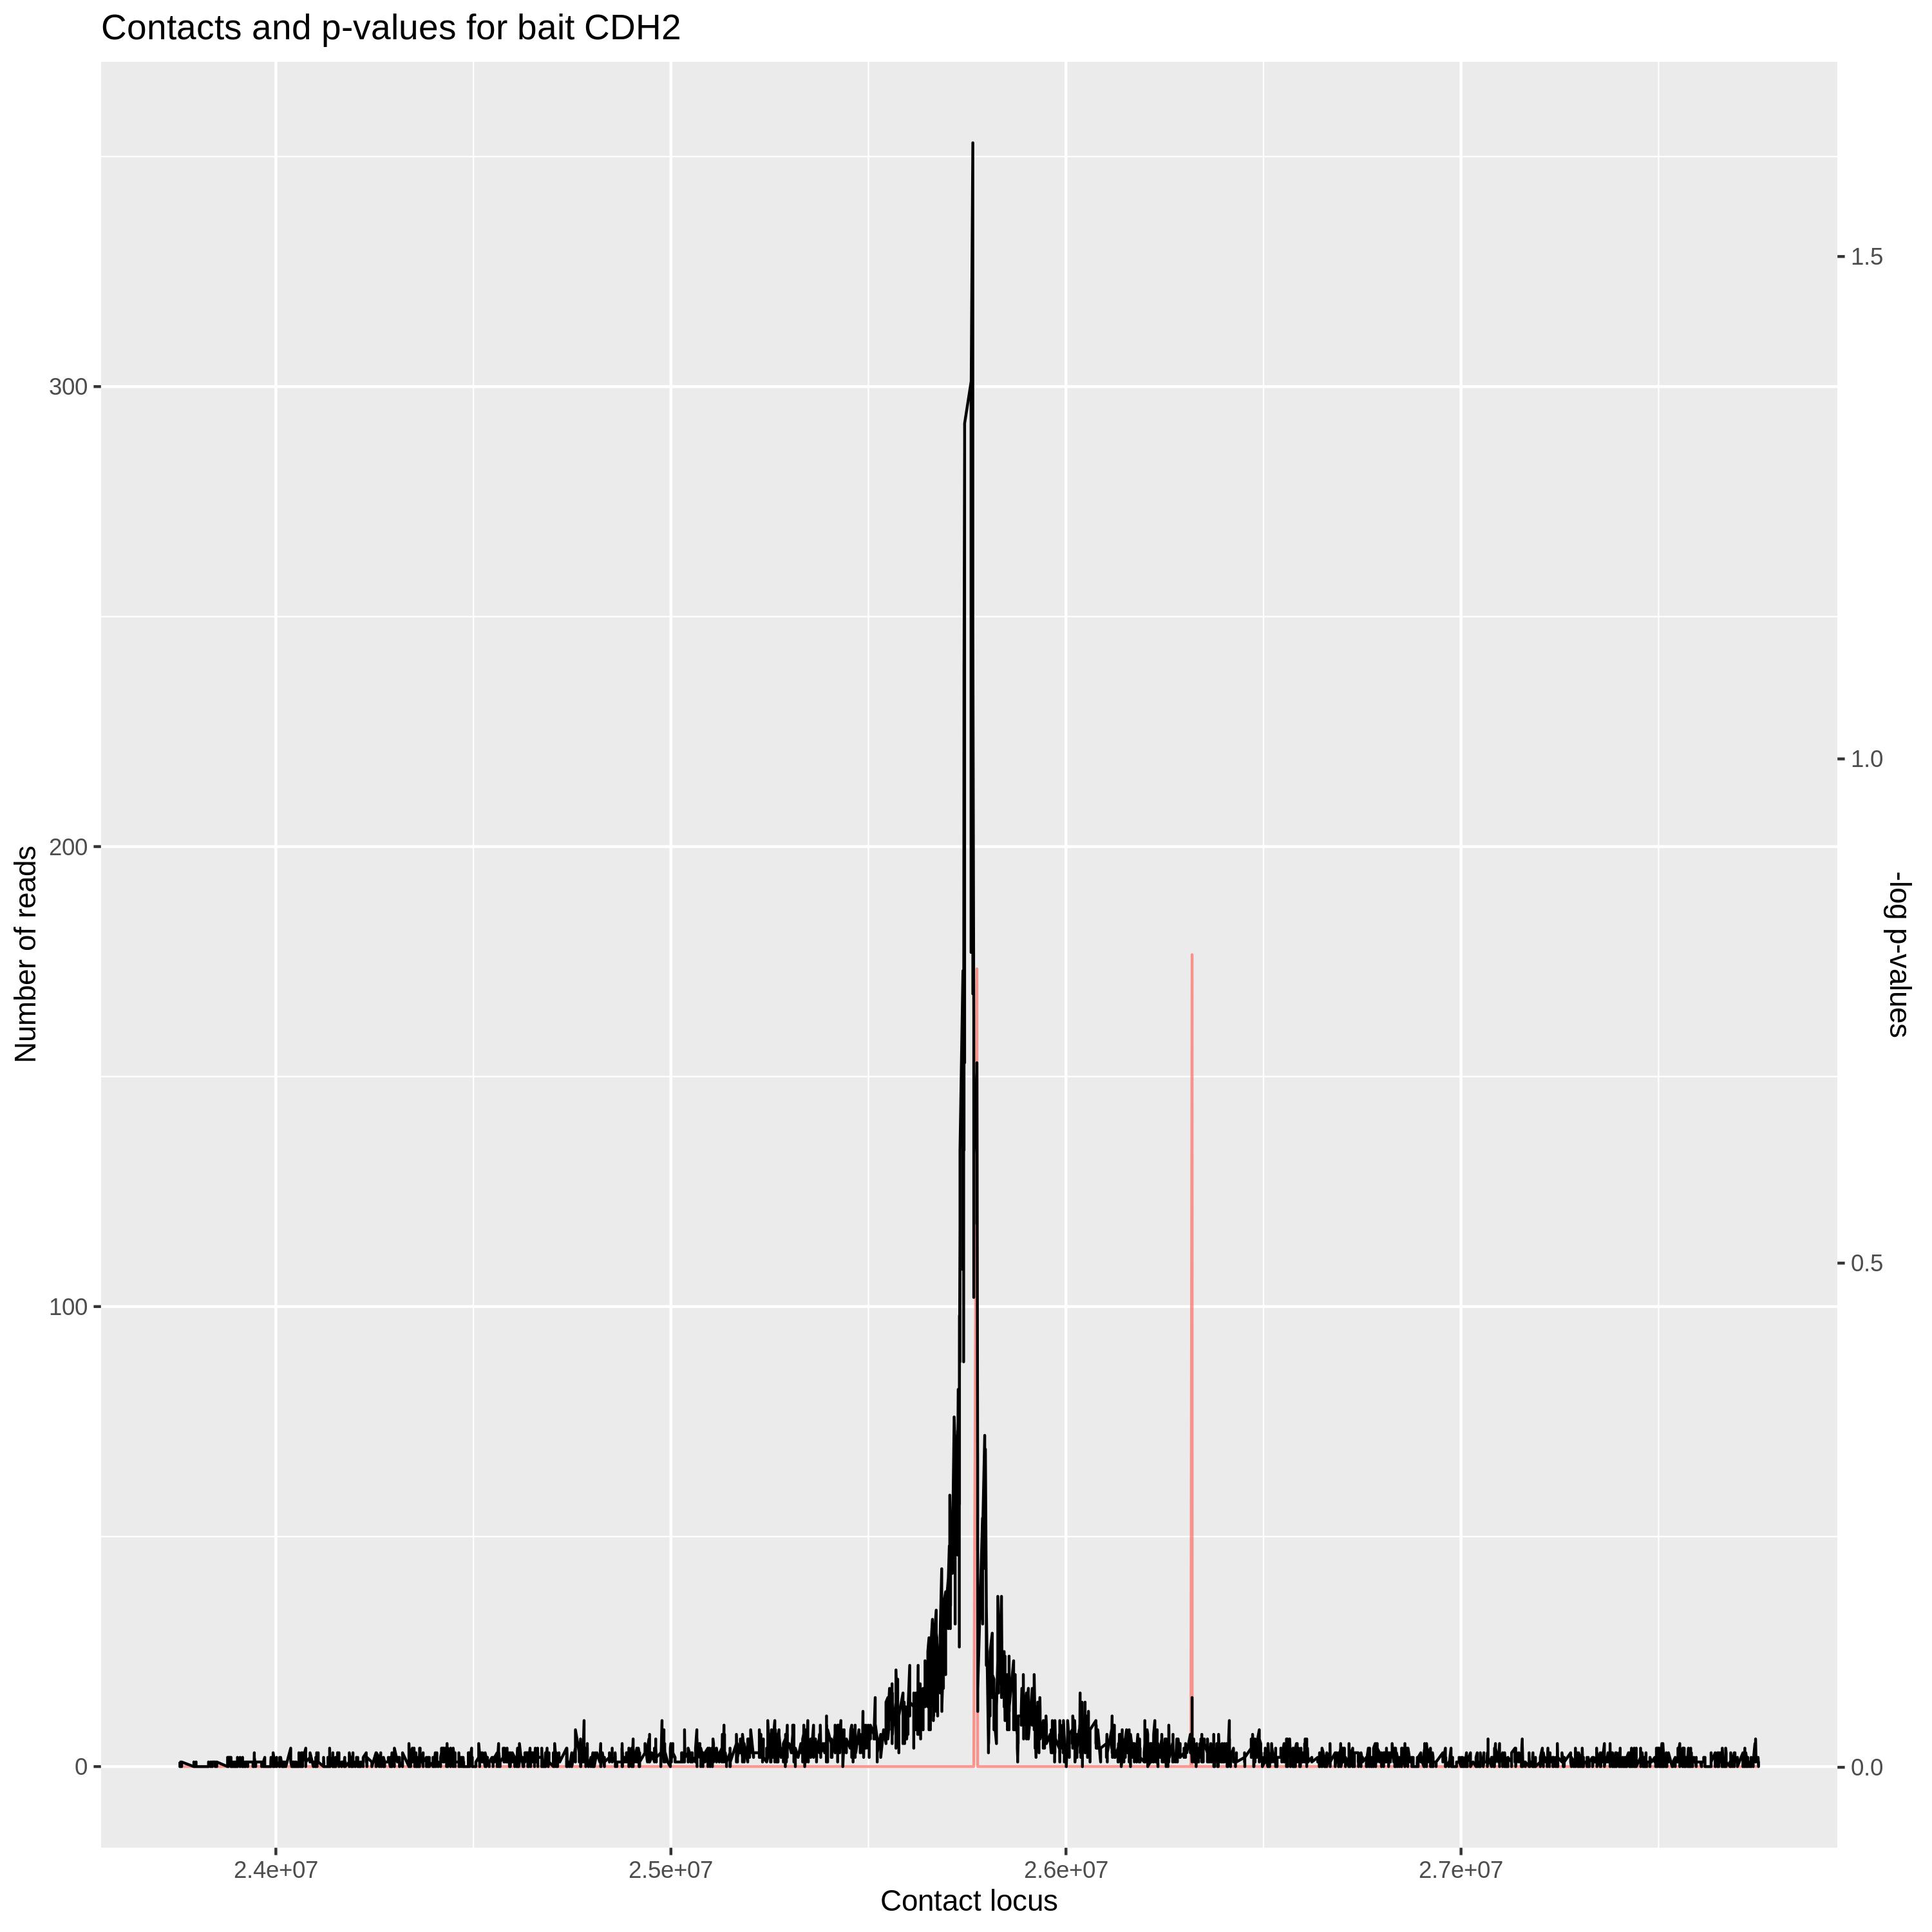 Contacts and p-values for bait CDH2
Number of reads
300
200
100
0
1.5
1.0
0.5
0.0
-log p-values
2.4e+07 2.5e+07 2.6e+07 2.7e+07
Contact locus